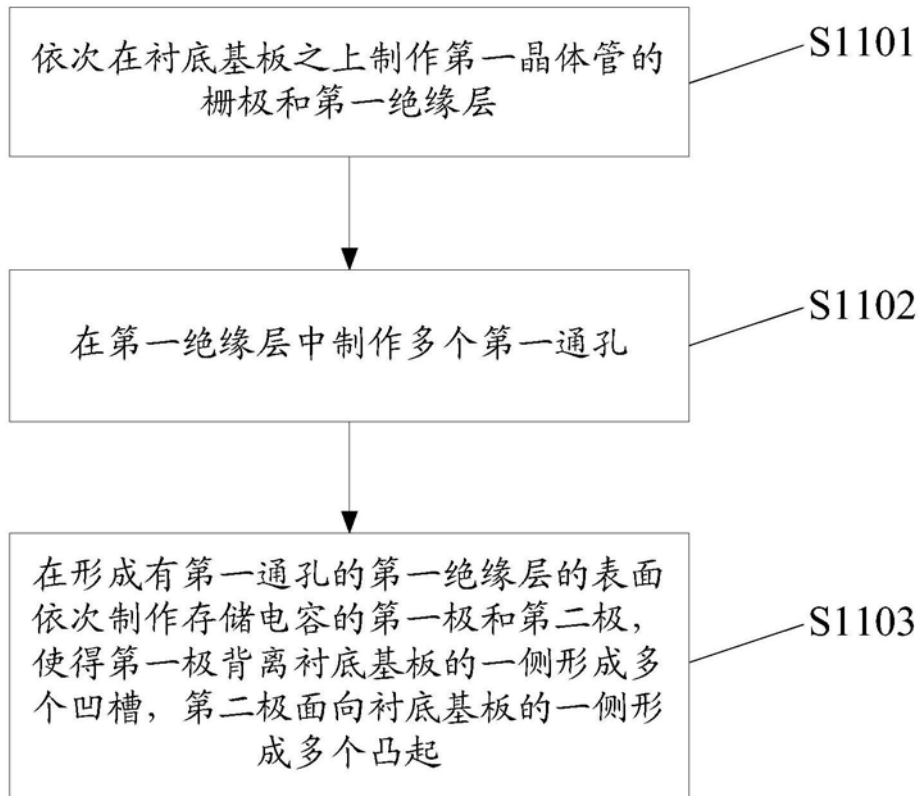 依次在衬底基板之上制作第一晶体管的
栅极和第一绝缘层
S1101
在第一绝缘层中制作多个第一通孔
S1102
在形成有第一通孔的第一绝缘层的表面
依次制作存储电容的第一极和第二极，
使得第一极背离衬底基板的一侧形成多
个凹槽，第二极面向衬底基板的一侧形
成多个凸起
S1103